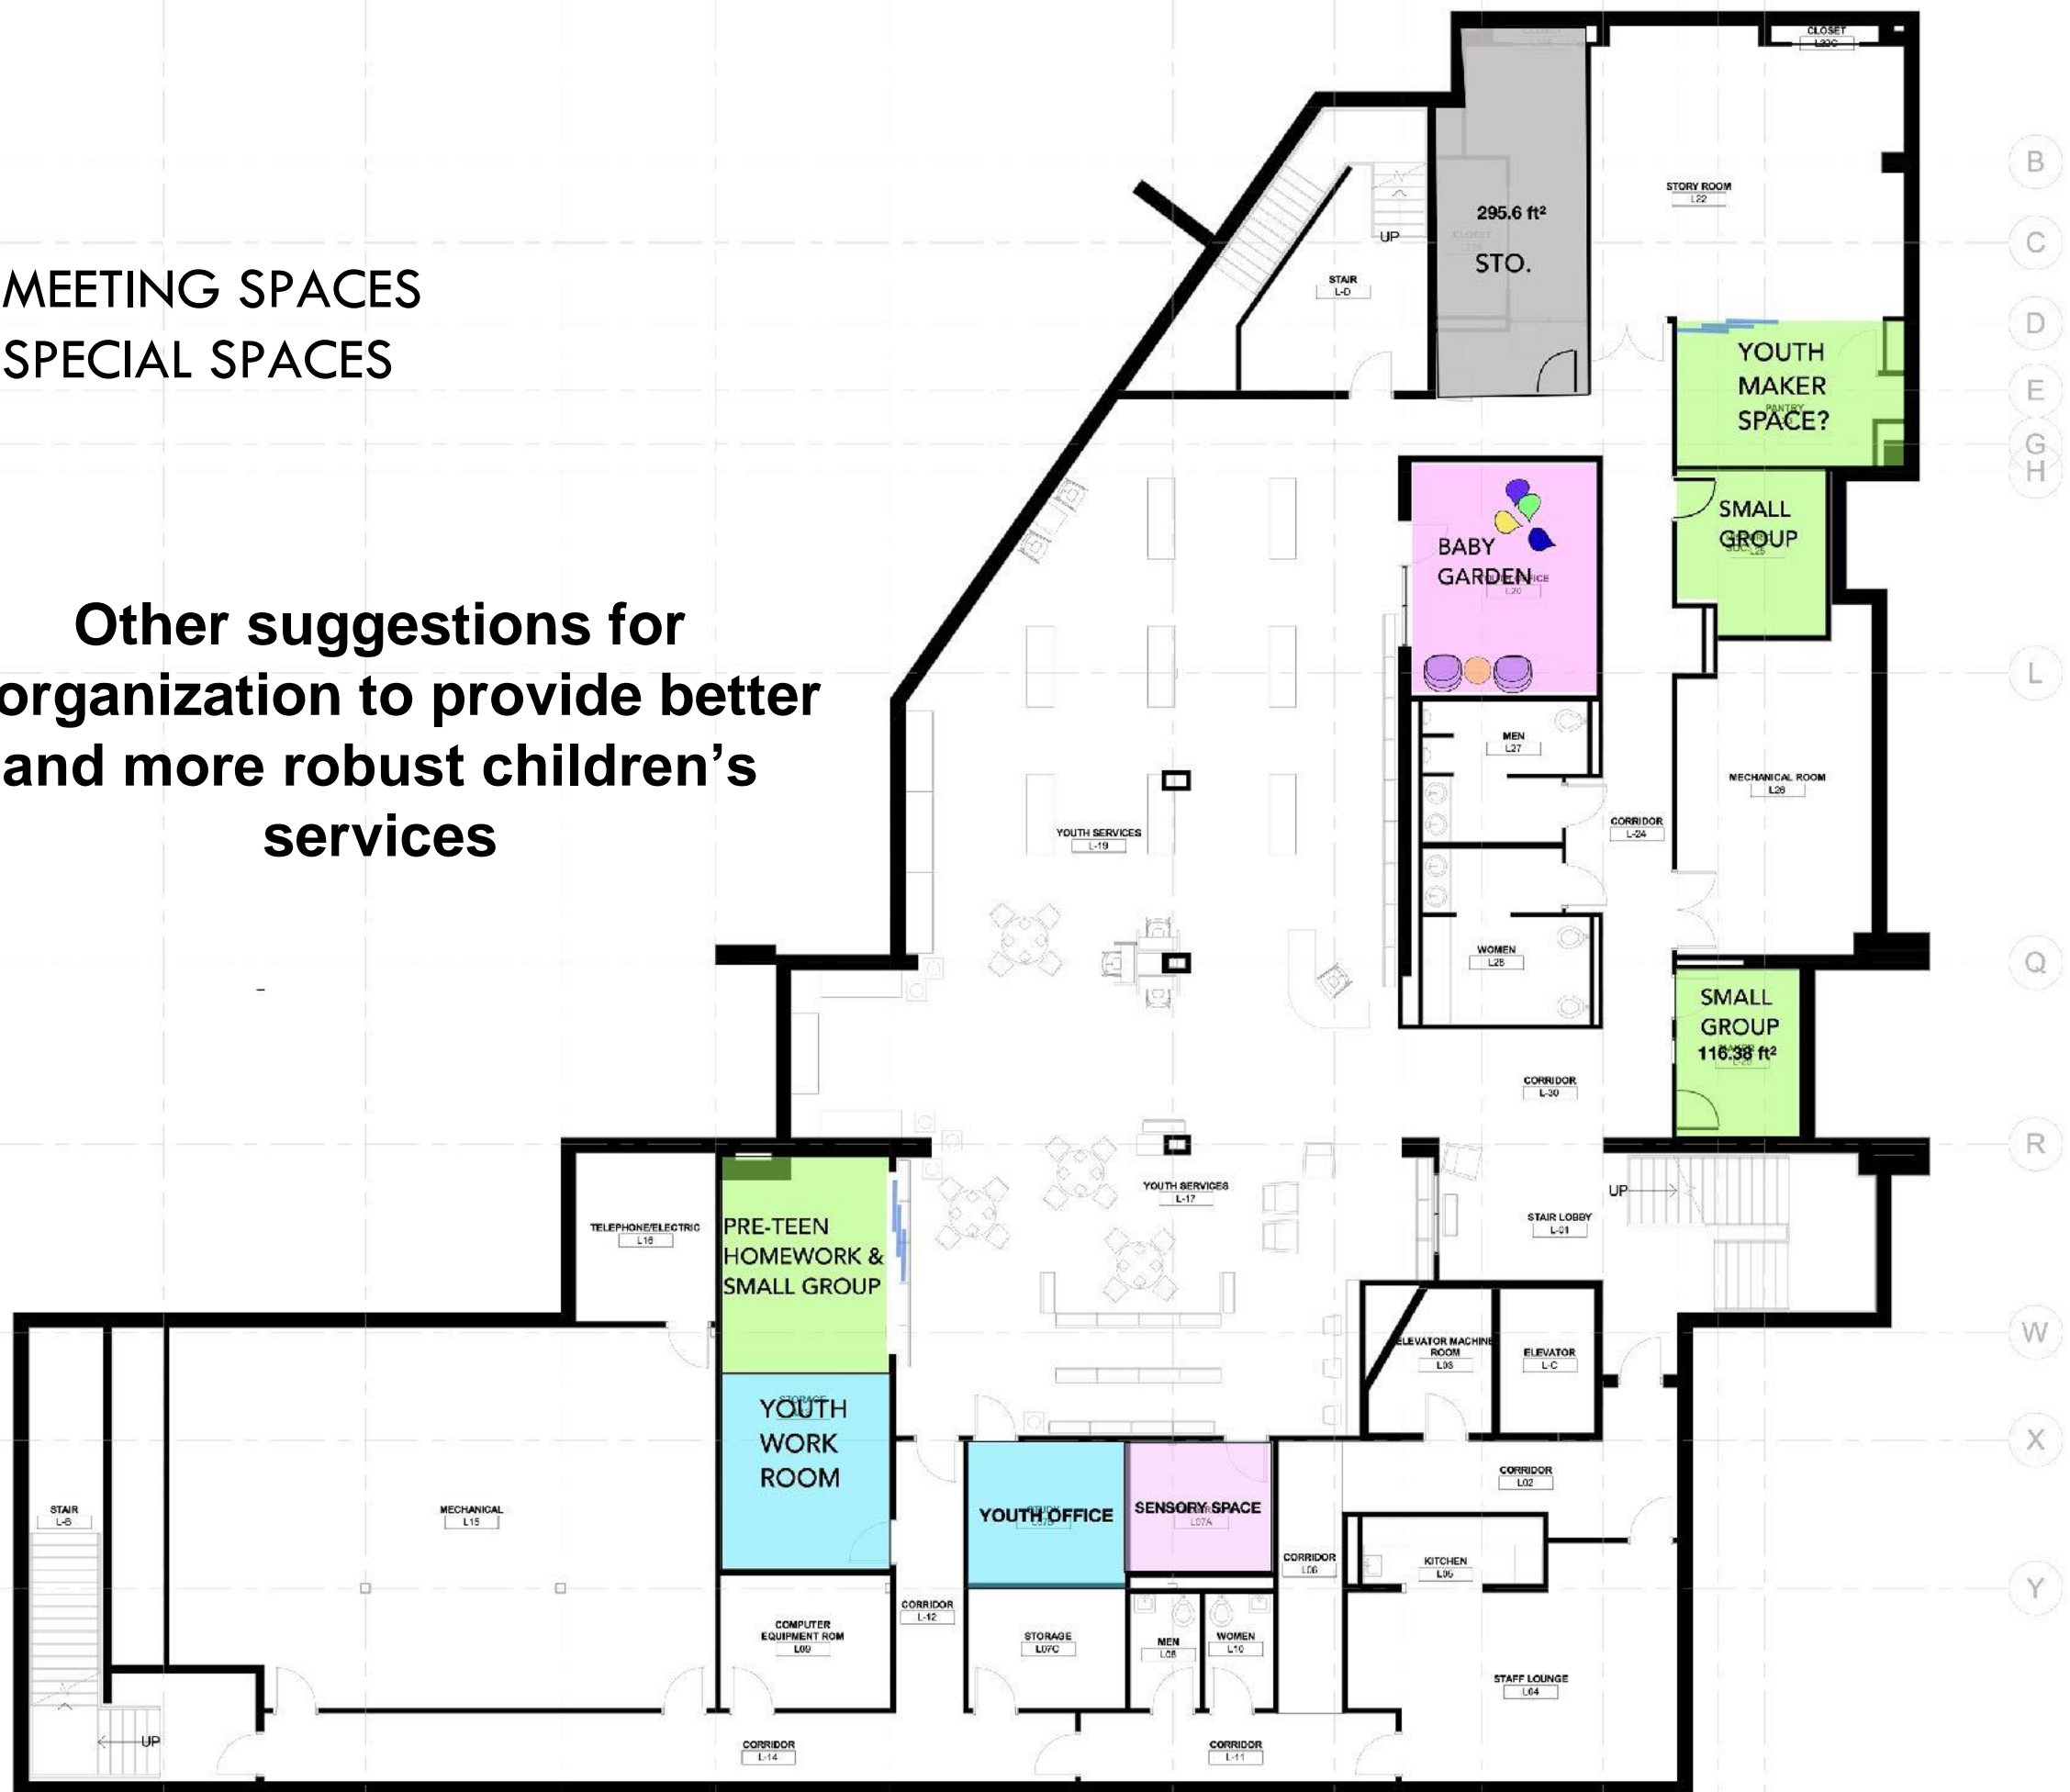 MEETING SPACES
SPECIAL SPACES
Other suggestions for
organization to provide better
and more robust children’s
services
CLOSET
L22C
STORY ROOM
L22
295.6 ft²
STO.
UP
STAIR
L-D
YOUTH
MAKER
SPACE?
PANTRY
SMALL
GROUP
L25
BABY
GARDEN
L20
MEN
L27
MECHANICAL ROOM
L26
CORRIDOR
L-24
YOUTH SERVICES
L-19
WOMEN
L28
SMALL
GROUP
116.38 ft²
CORRIDOR
L-30
YOUTH SERVICES
L-17
UP
STAIR LOBBY
L-01
TELEPHONE/ELECTRIC
L16
PRE-TEEN
HOMEWORK &
SMALL GROUP
ELEVATOR MACHINE
ROOM
L03
ELEVATOR
L-C
STORAGE
YOUTH
WORK
ROOM
YOUTH OFFICE
SENSORY SPACE
L07A
CORRIDOR
L02
STAIR
L-B
MECHANICAL
L15
CORRIDOR
L06
KITCHEN
L05
COMPUTER
EQUIPMENT ROM
L09
CORRIDOR
L-12
STORAGE
L07C
MEN
L08
WOMEN
L10
STAFF LOUNGE
L04
UP
CORRIDOR
L-14
CORRIDOR
L-11
B
C
D
E
G
H
L
Q
R
W
X
Y